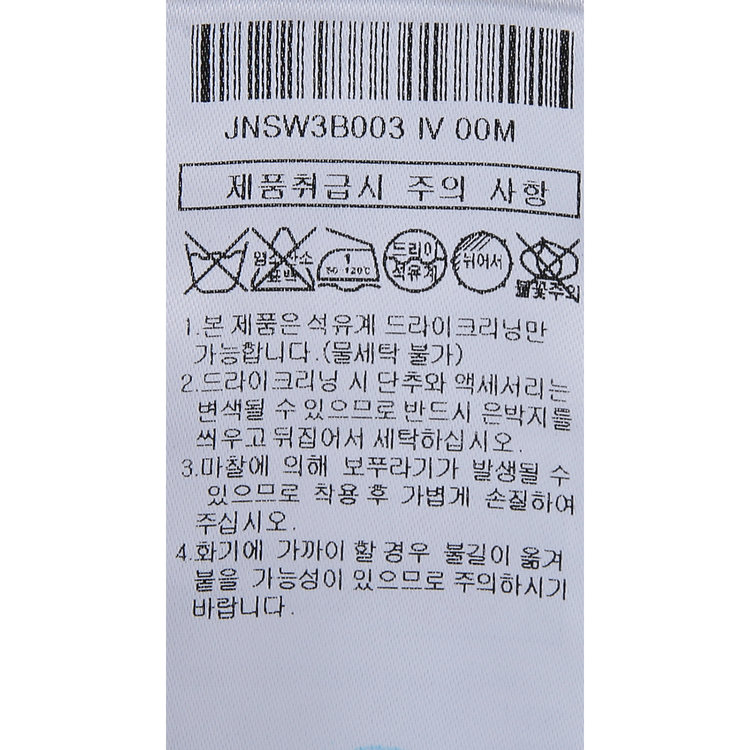 JNSW3B003 IV 00M
제품취급시 주의 사항
염소산소
표백
1
80-120℃
드라이
석유계
뉘어서
불꽃주의
1.본 제품은 석유계 드라이크리닝만
가능합니다.(물세탁 불가)
2.드라이크리닝 시 단추와 액세서리는
변색될 수 있으므로 반드시 은박지를
씌우고 뒤집어서 세탁하십시오.
3.마찰에 의해 보푸라기가 발생될 수
있으므로 착용 후 가볍게 손질하여
주십시오.
4.화기에 가까이 할 경우 불길이 옮겨
붙을 가능성이 있으므로 주의하시기
바랍니다.